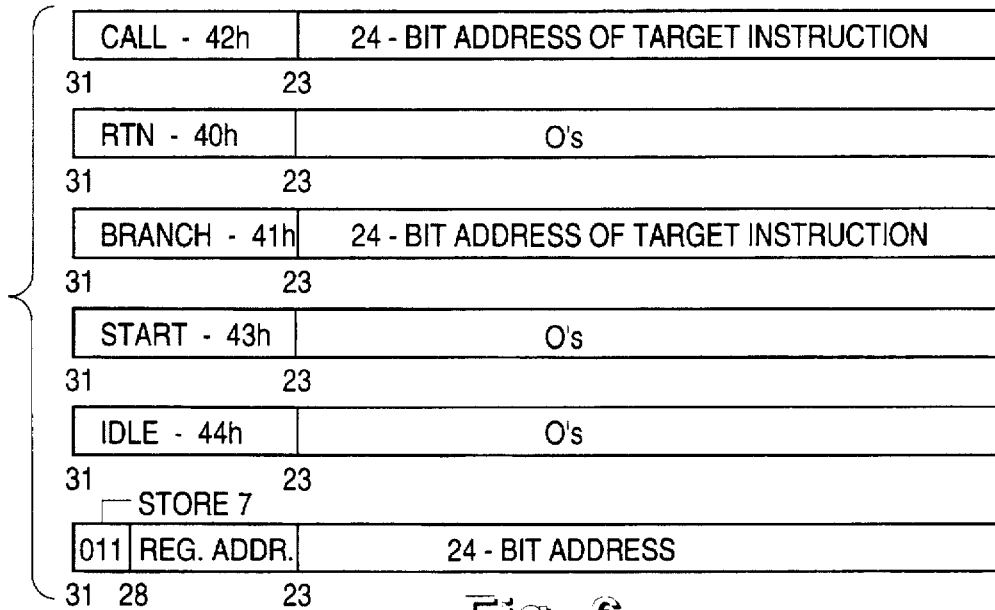 CALL - 42h 24 - BIT ADDRESS OF TARGET INSTRUCTION
31 23
RTN - 40h O's
31 23
BRANCH - 41h 24 - BIT ADDRESS OF TARGET INSTRUCTION
31 23
START - 43h O's
31 23
IDLE - 44h O's
31 23
STORE 7
011 REG. ADDR. 24 - BIT ADDRESS
31 28 23
Fig. 6